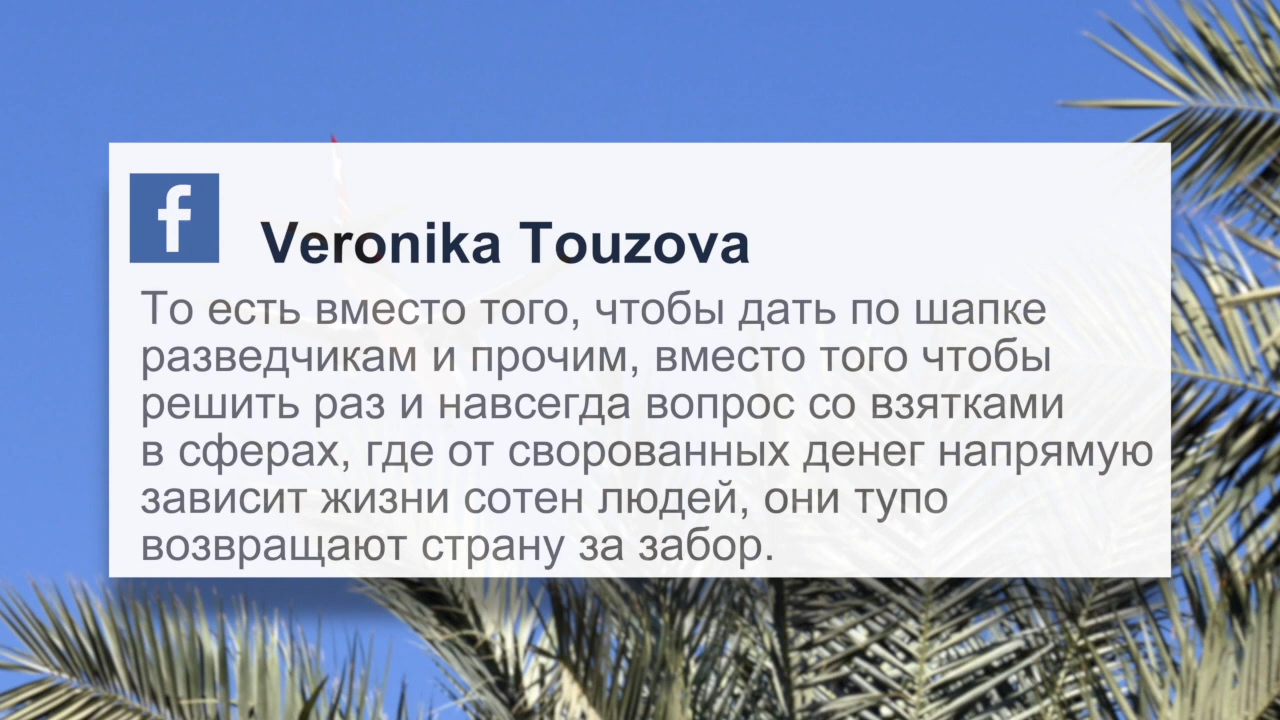 f
Veronika Touzova
То есть вместо того, чтобы дать по шапке
разведчикам и прочим, вместо того чтобы
решить раз и навсегда вопрос со взятками
в сферах, где от сворованных денег напрямую
зависит жизни сотен людей, они тупо
возвращают страну за забор.